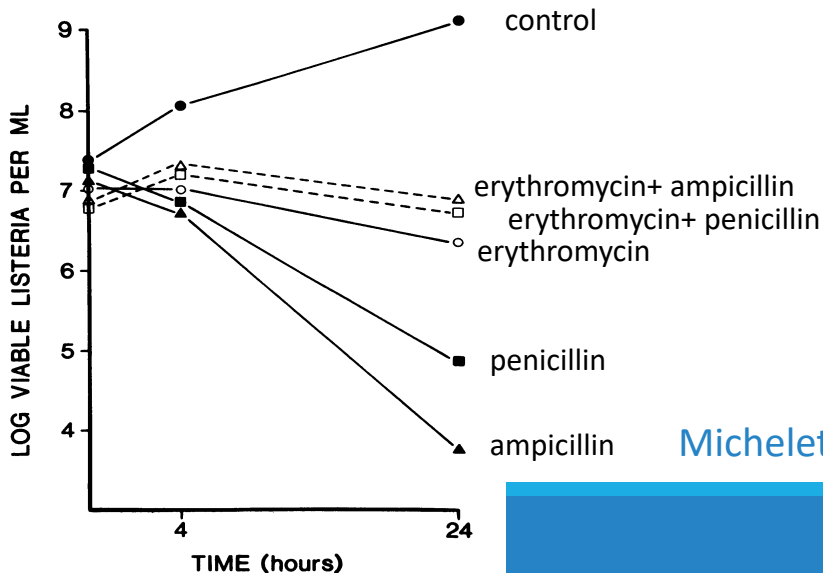 LOG VIABLE LISTERIA PER ML
9
8
7
6
5
4
control
erythromycin+ ampicillin
erythromycin+ penicillin
erythromycin
penicillin
ampicillin
Michelet
4
24
TIME (hours)